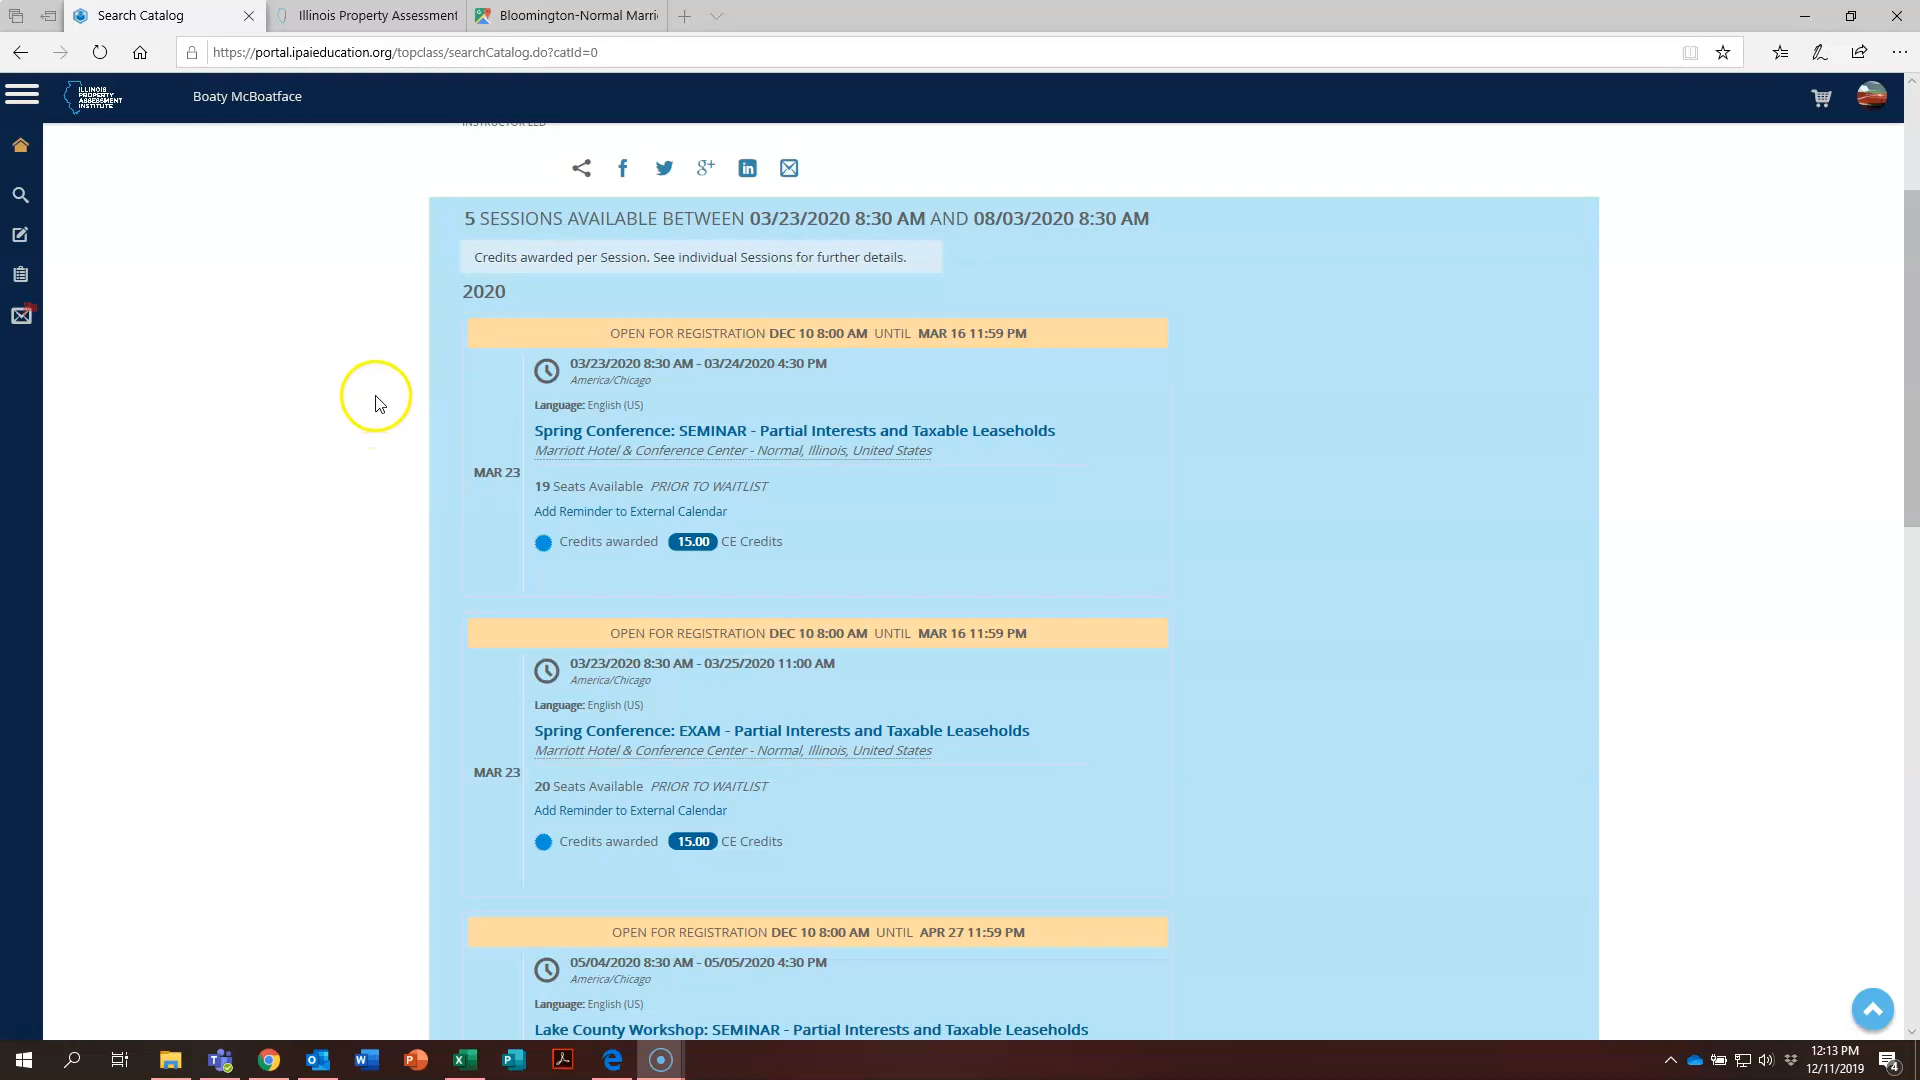 Search Catalog
Illinois Property Assessment
Bloomington-Normal Marri
https://portal.ipaieducation.org/topclass/searchCatalog.do?catId=0
ILLINOIS
PROPERTY
ASSESSMENT
INSTITUTE
Boaty McBoatface
INSTRUCTOR LED
5 SESSIONS AVAILABLE BETWEEN 03/23/2020 8:30 AM AND 08/03/2020 8:30 AM
Credits awarded per Session. See individual Sessions for further details.
2020
OPEN FOR REGISTRATION DEC 10 8:00 AM UNTIL MAR 16 11:59 PM
03/23/2020 8:30 AM - 03/24/2020 4:30 PM
America/Chicago
Language: English (US)
Spring Conference: SEMINAR - Partial Interests and Taxable Leaseholds
Marriott Hotel & Conference Center - Normal, Illinois, United States
MAR 23
19 Seats Available PRIOR TO WAITLIST
Add Reminder to External Calendar
Credits awarded 15.00 CE Credits
OPEN FOR REGISTRATION DEC 10 8:00 AM UNTIL MAR 16 11:59 PM
03/23/2020 8:30 AM - 03/25/2020 11:00 AM
America/Chicago
Language: English (US)
Spring Conference: EXAM - Partial Interests and Taxable Leaseholds
Marriott Hotel & Conference Center - Normal, Illinois, United States
MAR 23
20 Seats Available PRIOR TO WAITLIST
Add Reminder to External Calendar
Credits awarded 15.00 CE Credits
OPEN FOR REGISTRATION DEC 10 8:00 AM UNTIL APR 27 11:59 PM
05/04/2020 8:30 AM - 05/05/2020 4:30 PM
America/Chicago
Language: English (US)
Lake County Workshop: SEMINAR - Partial Interests and Taxable Leaseholds
12:13 PM
12/11/2019
4